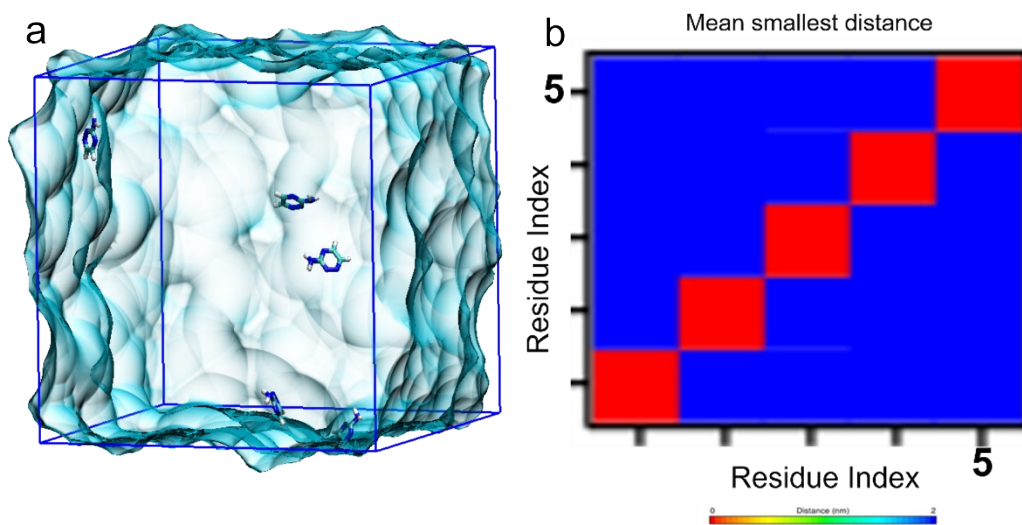 a
b
Mean smallest distance
5
Residue Index
5
Residue Index
0 Distance (nm) 2